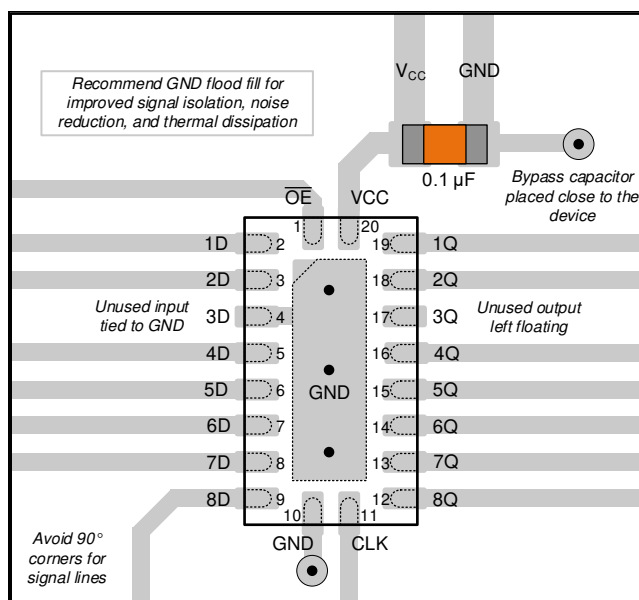 Recommend GND flood fill for
improved signal isolation, noise
reduction, and thermal dissipation
VCC GND
0.1 µF
Bypass capacitor
placed close to the
device
OE VCC
1 20
1D 2 19 1Q
2D 3 18 2Q
Unused input
tied to GND
3D 4 17 3Q
Unused output
left floating
4D 5 16 4Q
5D 6 15 5Q
GND
6D 7 14 6Q
7D 8 13 7Q
8D 9 12 8Q
10 11
GND CLK
Avoid 90°
corners for
signal lines